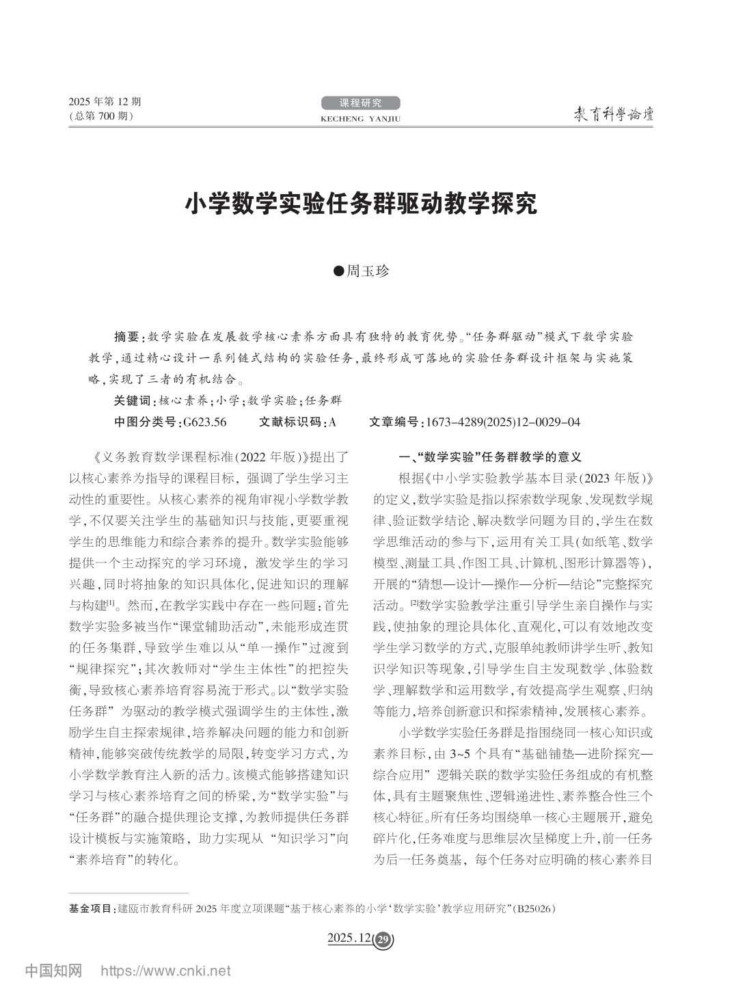 2025 年第 12 期
(总第 700 期)
课程研究
KECHENG YANJIU
教育科學论壇
小学数学实验任务群驱动教学探究
●周玉珍
摘要:数学实验在发展数学核心素养方面具有独特的教育优势。“任务群驱动”模式下数学实验
教学,通过精心设计一系列链式结构的实验任务,最终形成可落地的实验任务群设计框架与实施策
略,实现了三者的有机结合。
关键词:核心素养;小学;数学实验;任务群
中图分类号:G623.56 文献标识码:A 文章编号:1673-4289(2025)12-0029-04
《义务教育数学课程标准(2022 年版)》提出了
以核心素养为指导的课程目标，强调了学生学习主
动性的重要性。从核心素养的视角审视小学数学教
学,不仅要关注学生的基础知识与技能,更要重视
学生的思维能力和综合素养的提升。数学实验能够
提供一个主动探究的学习环境，激发学生的学习
兴趣,同时将抽象的知识具体化,促进知识的理解
与构建[1]。然而,在教学实践中存在一些问题:首先
数学实验多被当作“课堂辅助活动”,未能形成连贯
的任务集群,导致学生难以从“单一操作”过渡到
“规律探究”;其次教师对“学生主体性”的把控失
衡,导致核心素养培育容易流于形式。以“数学实验
任务群”为驱动的教学模式强调学生的主体性,激
励学生自主探索规律,培养解决问题的能力和创新
精神,能够突破传统教学的局限,转变学习方式,为
小学数学教育注入新的活力。该模式能够搭建知识
学习与核心素养培育之间的桥梁,为“数学实验”与
“任务群”的融合提供理论支撑,为教师提供任务群
设计模板与实施策略，助力实现从“知识学习”向
“素养培育”的转化。
一、“数学实验”任务群教学的意义
根据《中小学实验教学基本目录(2023 年版)》
的定义,数学实验是指以探索数学现象、发现数学规
律、验证数学结论、解决数学问题为目的,学生在数
学思维活动的参与下,运用有关工具(如纸笔、数学
模型、测量工具、作图工具、计算机、图形计算器等),
开展的“猜想—设计—操作—分析—结论”完整探究
活动。[2]数学实验教学注重引导学生亲自操作与实
践,使抽象的理论具体化、直观化,可以有效地改变
学生学习数学的方式,克服单纯教师讲学生听、教知
识学知识等现象,引导学生自主发现数学、体验数
学、理解数学和运用数学,有效提高学生观察、归纳
等能力,培养创新意识和探索精神,发展核心素养。
小学数学实验任务群是指围绕同一核心知识或
素养目标,由 3~5 个具有“基础铺垫—进阶探究—
综合应用”逻辑关联的数学实验任务组成的有机整
体,具有主题聚焦性、逻辑递进性、素养整合性三个
核心特征。所有任务均围绕单一核心主题展开,避免
碎片化,任务难度与思维层次呈梯度上升,前一任务
为后一任务奠基，每个任务对应明确的核心素养目
基金项目:建瓯市教育科研 2025 年度立项课题“基于核心素养的小学‘数学实验’教学应用研究”(B25026)
2025.12 29
中国知网 https://www.cnki.net